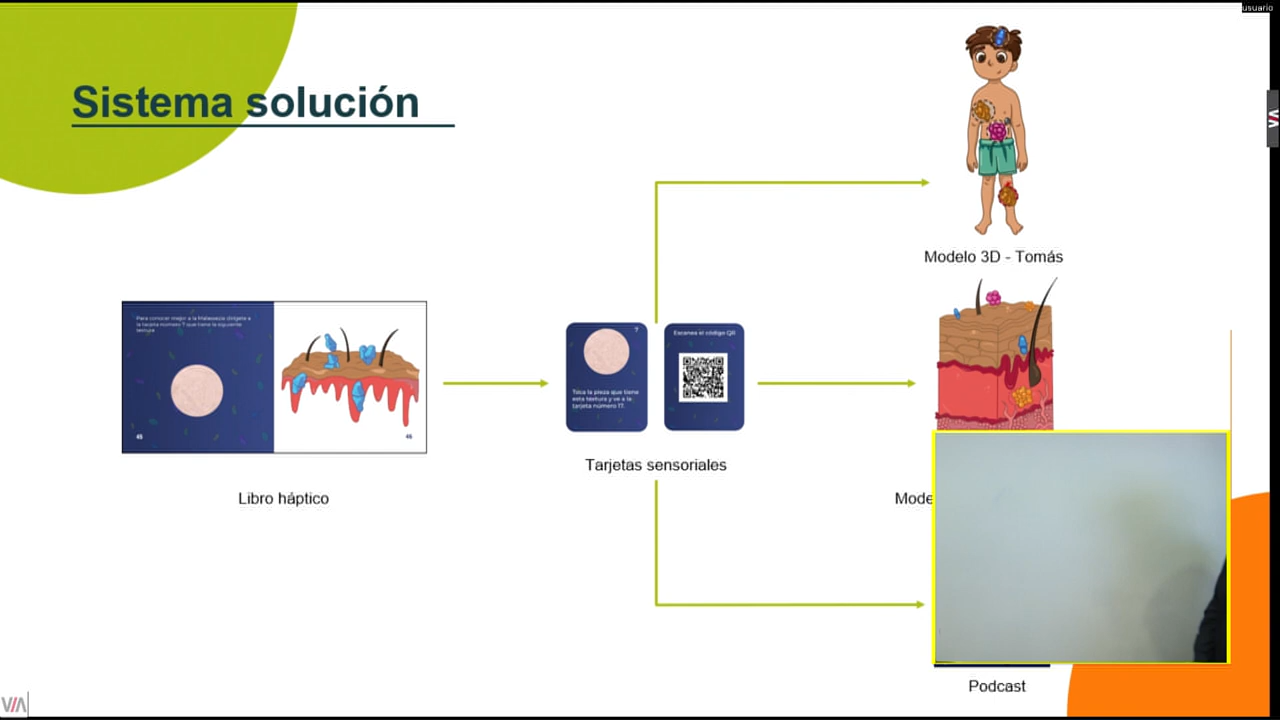 usuario
Sistema solución
Modelo 3D - Tomás
Para conocer mejor a la Malassezia dirígete a
la tarjeta número 7 que tiene la siguiente
textura
45
46
Libro háptico
7
Toca la pieza que tiene
esta textura y ve a la
tarjeta número 17.
Escanea el código QR
Tarjetas sensoriales
Mode
Podcast
VIA